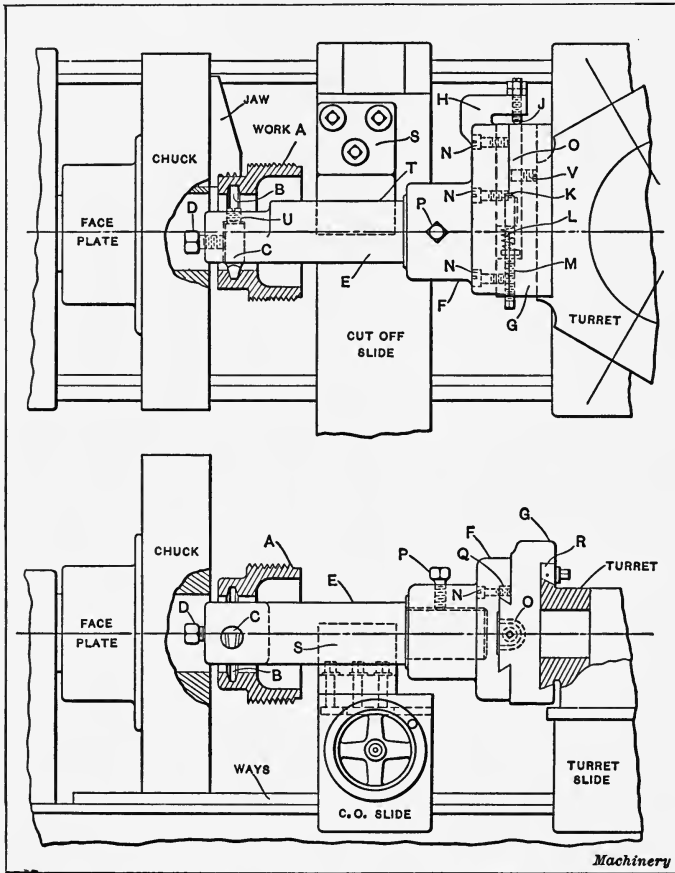 JAW
WORK A
H
J
CHUCK
S
N
O
V
B
T
K
FACE
PLATE
D
U
P
N
L
C
N
M
E
F
G
CUT OFF
SLIDE
TURRET
G
CHUCK
A
P
F
R
Q
TURRET
E
N
D
C
O
FACE
PLATE
S
B
WAYS
TURRET
SLIDE
C.O. SLIDE
Machinery